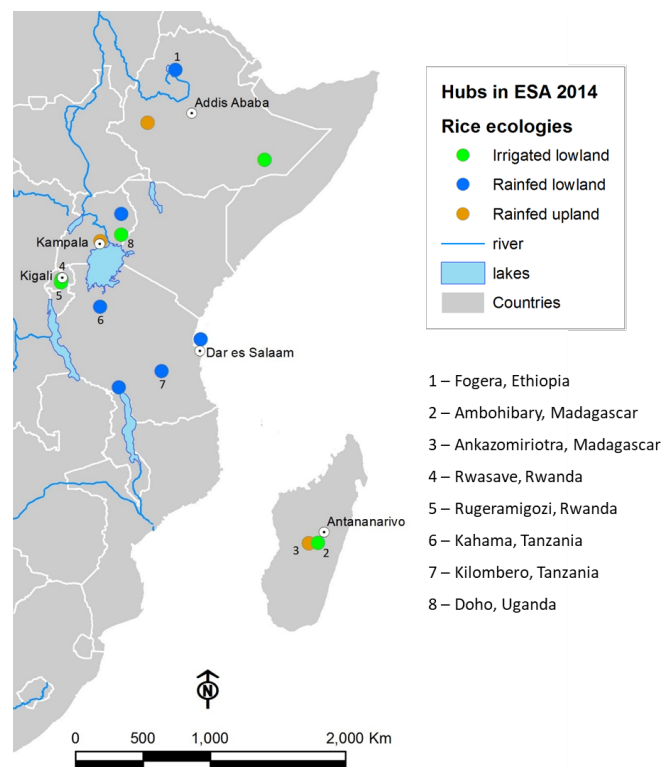 1
Addis Ababa
Kampala
8
4
Kigali
5
6
Dar es Salaam
7
Antananarivo
3
2
N
0 500 1,000 2,000 Km
Hubs in ESA 2014
Rice ecologies
Irrigated lowland
Rainfed lowland
Rainfed upland
river
lakes
Countries
1 – Fogera, Ethiopia
2 – Ambohibary, Madagascar
3 – Ankazomiriotra, Madagascar
4 – Rwasave, Rwanda
5 – Rugeramigozi, Rwanda
6 – Kahama, Tanzania
7 – Kilombero, Tanzania
8 – Doho, Uganda